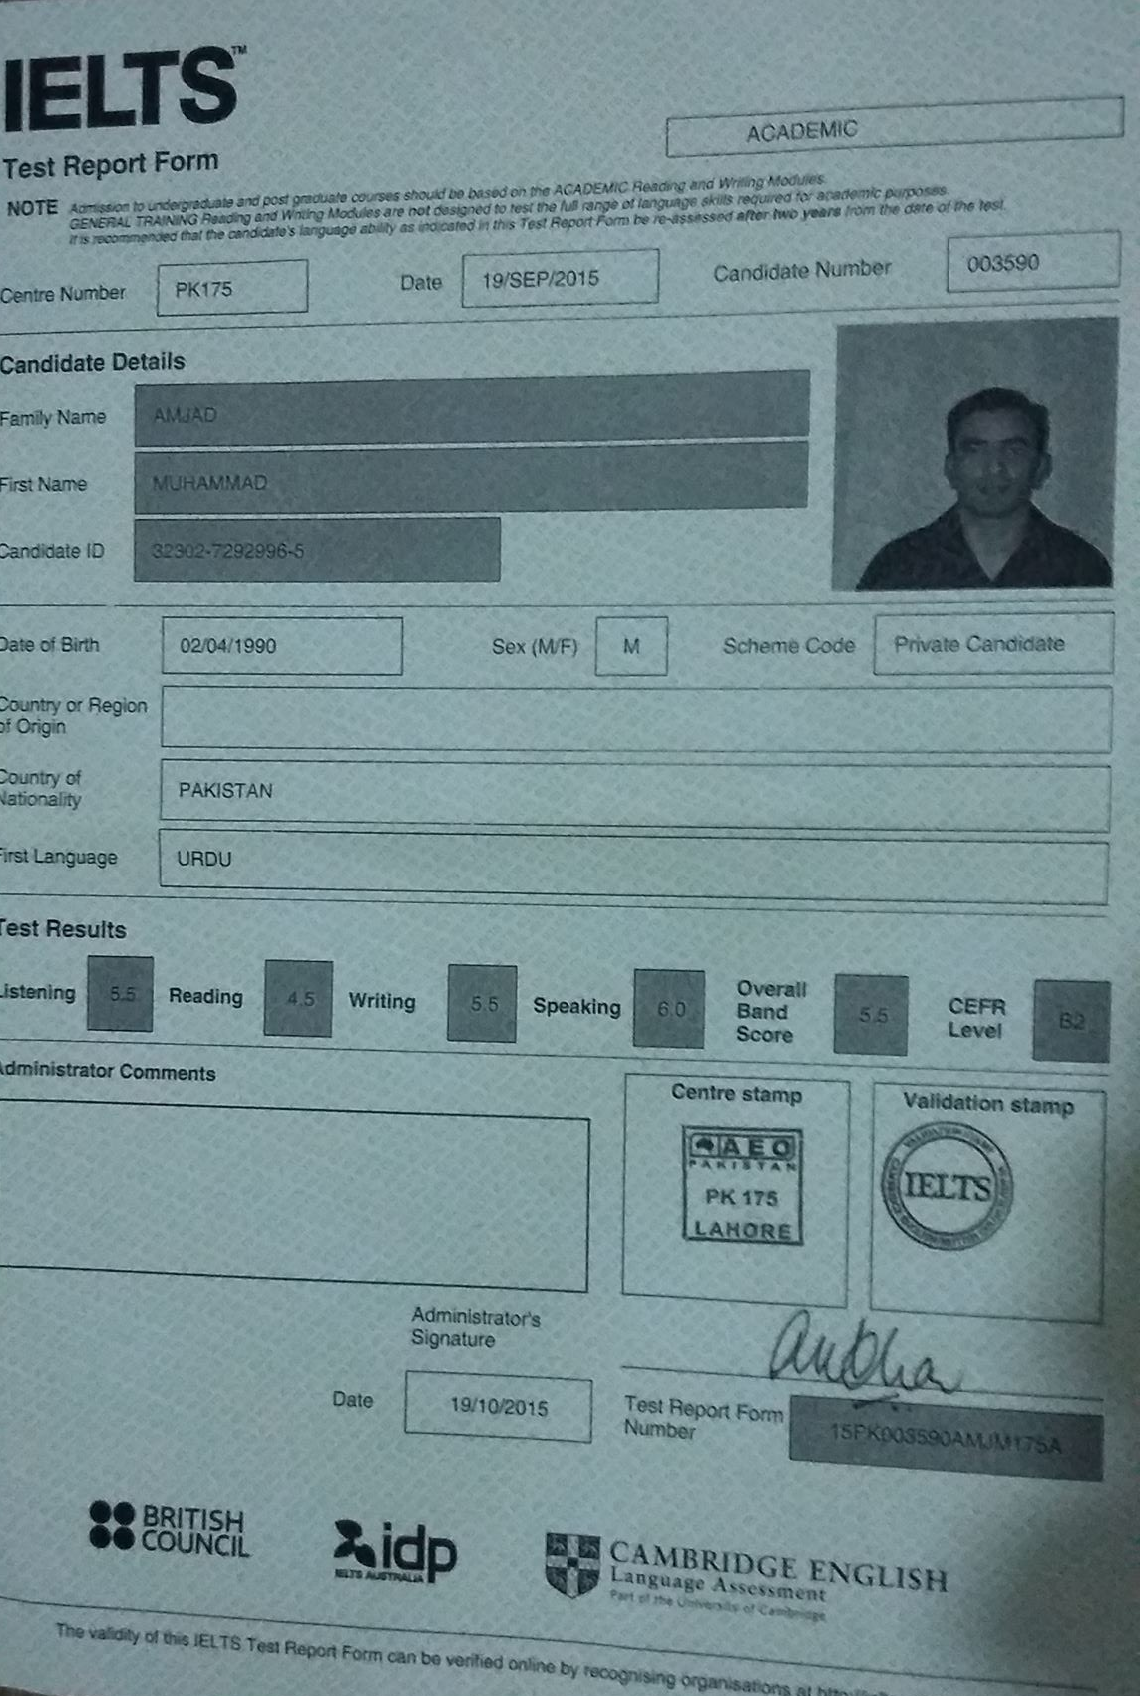 IELTS™
Test Report Form
ACADEMIC
NOTE Admission to undergraduate and post graduate courses should be based on the ACADEMIC Reading and Writing Modules.
GENERAL TRAINING Reading and Writing Modules are not designed to test the full range of language skills required for academic purposes.
It is recommended that the candidate's language ability as indicated in this Test Report Form be re-assessed after two years from the date of the test.
Centre Number PK175 Date 19/SEP/2015 Candidate Number 003590
Candidate Details
Family Name AMJAD
First Name MUHAMMAD
Candidate ID 32302-7292996-5
Date of Birth 02/04/1990 Sex (M/F) M Scheme Code Private Candidate
Country or Region
of Origin
Country of
Nationality
PAKISTAN
First Language URDU
Test Results
Listening 5.5 Reading 4.5 Writing 5.5 Speaking 6.0 Overall Band Score 5.5 CEFR Level B2
Administrator Comments
Centre stamp
Validation stamp
AEO
PAKISTAN
PK 175
LAHORE
IELTS
Administrator's
Signature
Date 19/10/2015
Test Report Form
Number
15PK003590AMJM175A
BRITISH
COUNCIL
idp
IELTS AUSTRALIA
CAMBRIDGE ENGLISH
Language Assessment
Part of the University of Cambridge
The validity of this IELTS Test Report Form can be verified online by recognising organisations at